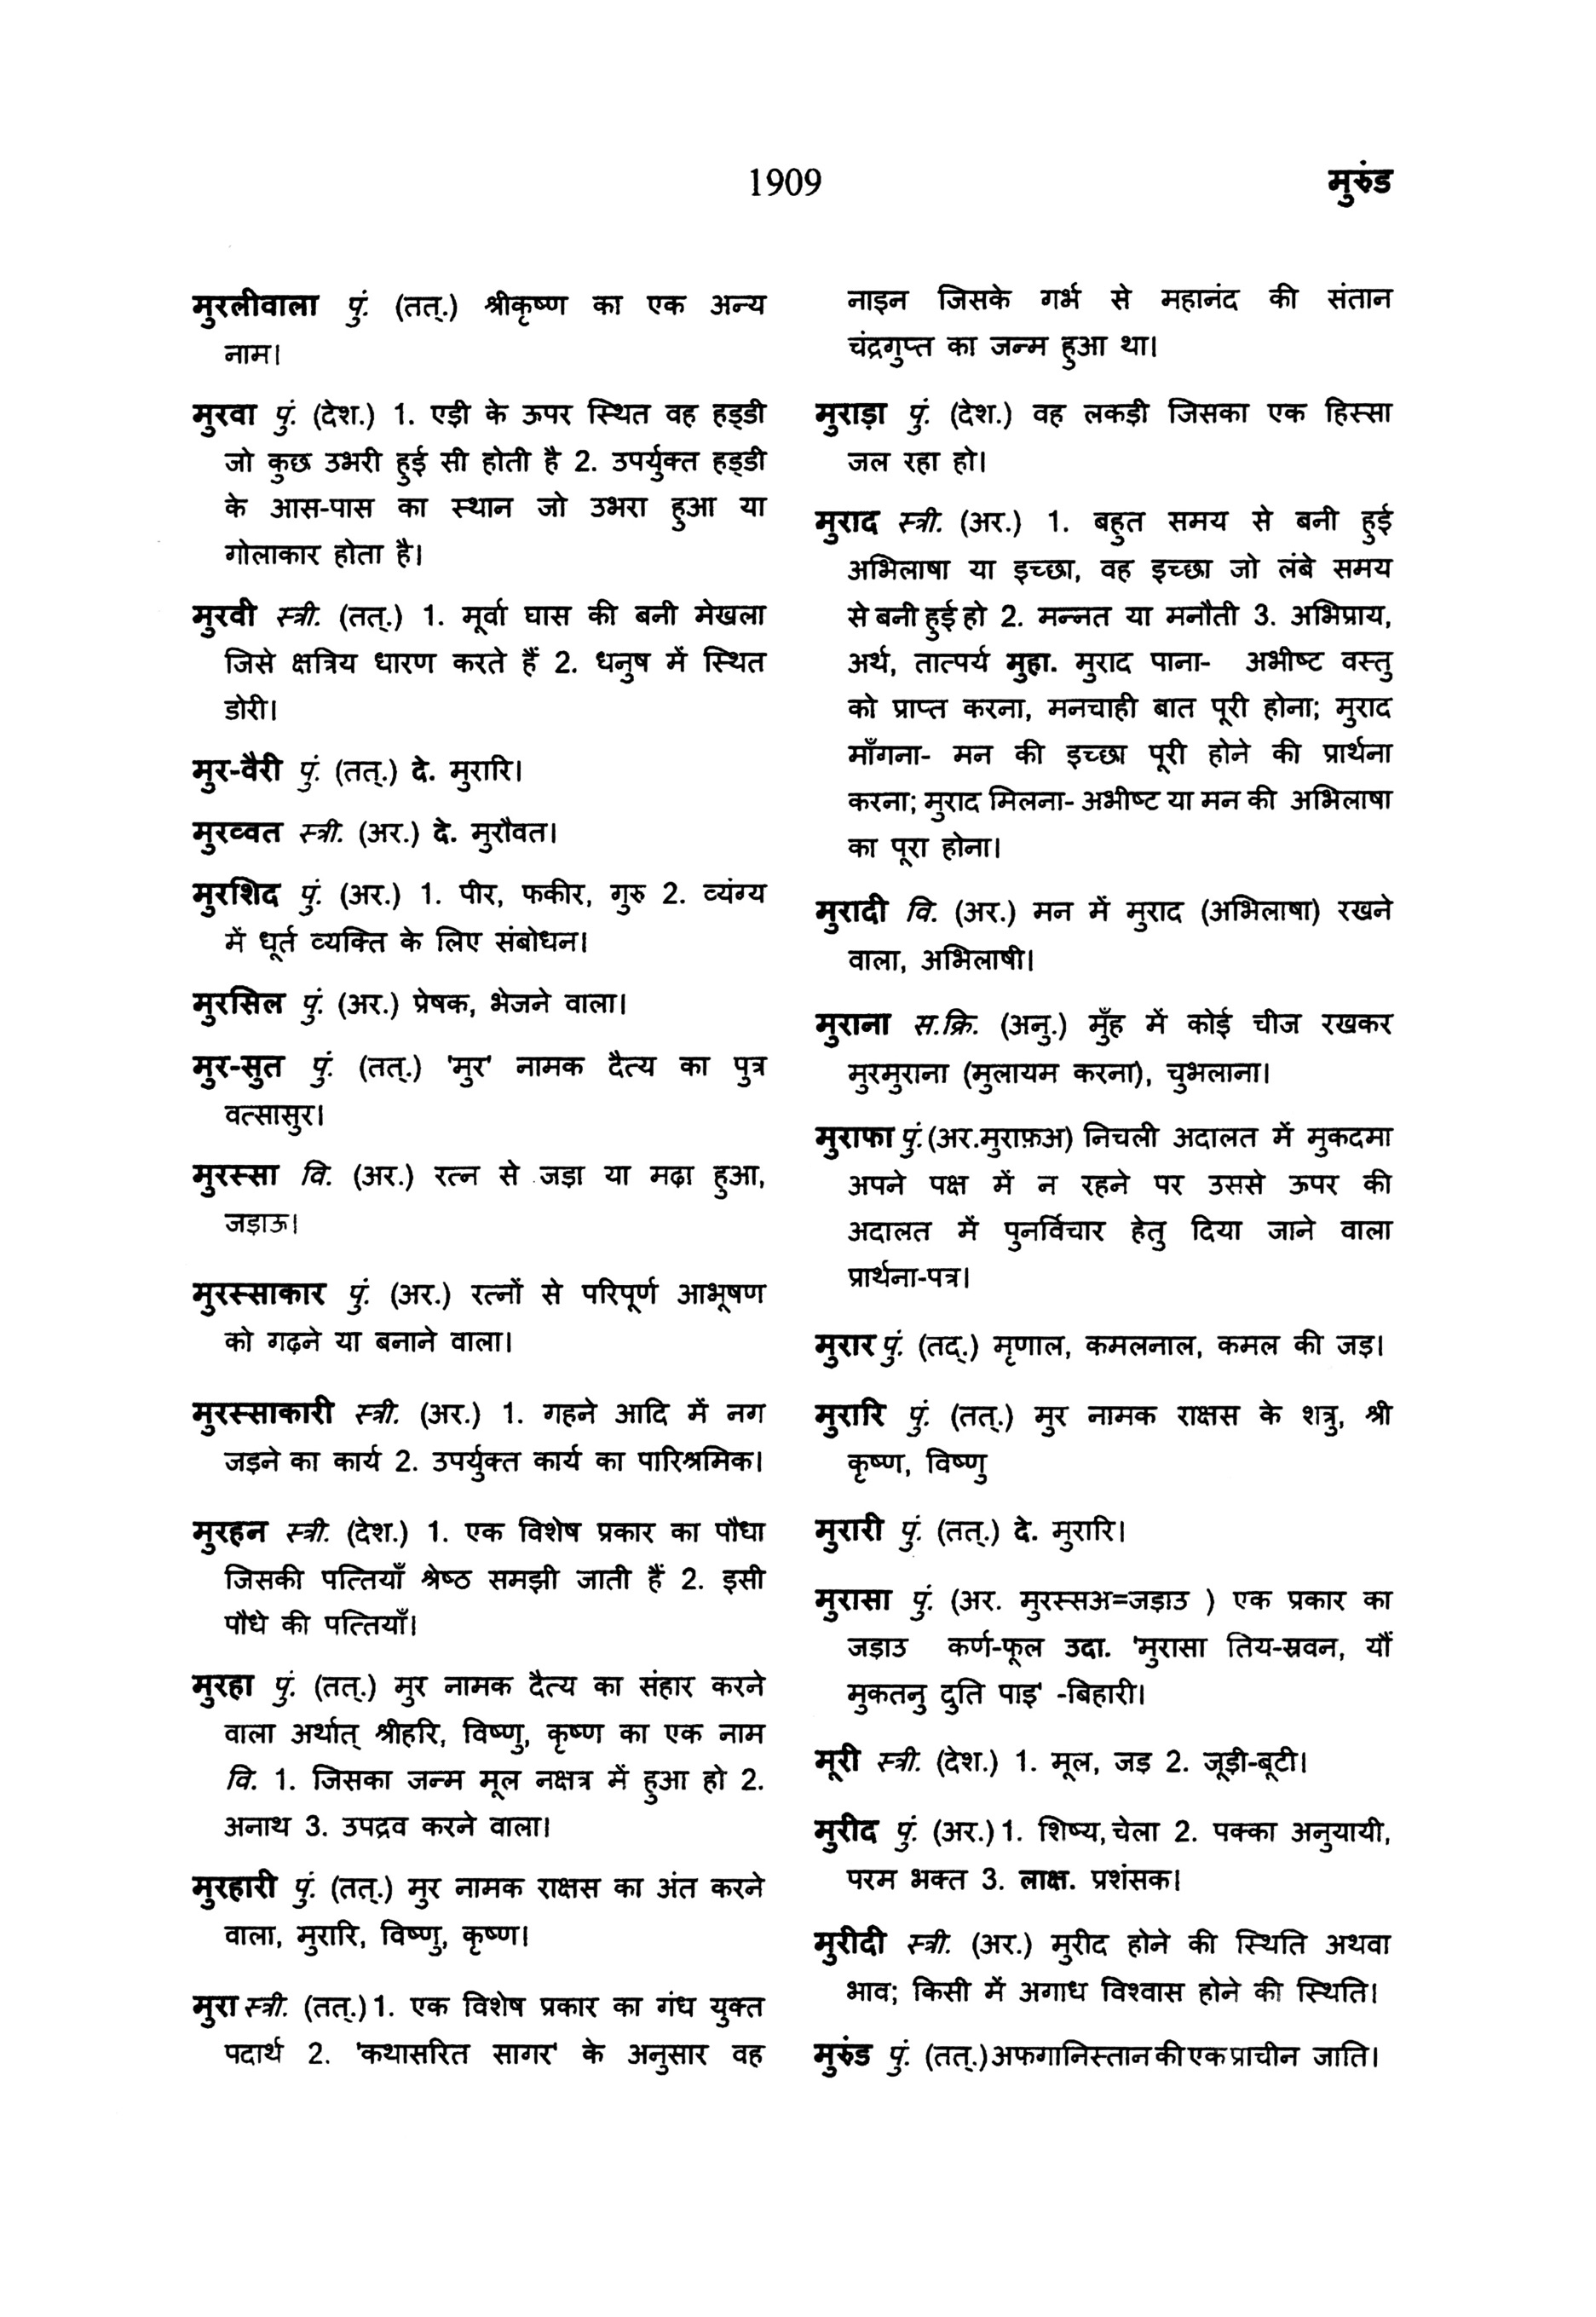 1909
मुरुंड
मुरलीवाला पुं. (तत्.) श्रीकृष्ण का एक अन्य
नाम।
मुरवा पुं. (देश.) 1. एड़ी के ऊपर स्थित वह हड्डी
जो कुछ उभरी हुई सी होती है 2. उपर्युक्त हड्डी
के आस-पास का स्थान जो उभरा हुआ या
गोलाकार होता है।
मुरवी स्त्री. (तत्.) 1. मूर्वा घास की बनी मेखला
जिसे क्षत्रिय धारण करते हैं 2. धनुष में स्थित
डोरी।
मुर-वैरी पुं. (तत्.) दे. मुरारि।
मुरव्वत स्त्री. (अर.) दे. मुरौवत।
मुरशिद पुं. (अर.) 1. पीर, फकीर, गुरु 2. व्यंग्य
में धूर्त व्यक्ति के लिए संबोधन।
मुरसिल पुं. (अर.) प्रेषक, भेजने वाला।
मुर-सुत पुं. (तत्.) 'मुर' नामक दैत्य का पुत्र
वत्सासुर।
मुरस्सा वि. (अर.) रत्न से जड़ा या मढ़ा हुआ,
जड़ाऊ।
मुरस्साकार पुं. (अर.) रत्नों से परिपूर्ण आभूषण
को गढ़ने या बनाने वाला।
मुरस्साकारी स्त्री. (अर.) 1. गहने आदि में नग
जड़ने का कार्य 2. उपर्युक्त कार्य का पारिश्रमिक।
मुरहन स्त्री. (देश.) 1. एक विशेष प्रकार का पौधा
जिसकी पत्तियाँ श्रेष्ठ समझी जाती हैं 2. इसी
पौधे की पत्तियाँ।
मुरहा पुं. (तत्.) मुर नामक दैत्य का संहार करने
वाला अर्थात् श्रीहरि, विष्णु, कृष्ण का एक नाम
वि. 1. जिसका जन्म मूल नक्षत्र में हुआ हो 2.
अनाथ 3. उपद्रव करने वाला।
मुरहारी पुं. (तत्.) मुर नामक राक्षस का अंत करने
वाला, मुरारि, विष्णु, कृष्ण।
मुरा स्त्री. (तत्.) 1. एक विशेष प्रकार का गंध युक्त
पदार्थ 2. 'कथासरित सागर' के अनुसार वह
नाइन जिसके गर्भ से महानंद की संतान
चंद्रगुप्त का जन्म हुआ था।
मुराड़ा पुं. (देश.) वह लकड़ी जिसका एक हिस्सा
जल रहा हो।
मुराद स्त्री. (अर.) 1. बहुत समय से बनी हुई
अभिलाषा या इच्छा, वह इच्छा जो लंबे समय
से बनी हुई हो 2. मन्नत या मनौती 3. अभिप्राय,
अर्थ, तात्पर्य मुहा. मुराद पाना- अभीष्ट वस्तु
को प्राप्त करना, मनचाही बात पूरी होना; मुराद
माँगना- मन की इच्छा पूरी होने की प्रार्थना
करना; मुराद मिलना- अभीष्ट या मन की अभिलाषा
का पूरा होना।
मुरादी वि. (अर.) मन में मुराद (अभिलाषा) रखने
वाला, अभिलाषी।
मुराना स.क्रि. (अनु.) मुँह में कोई चीज रखकर
मुरमुराना (मुलायम करना), चुभलाना।
मुराफा पुं. (अर.मुराफ़अ) निचली अदालत में मुकदमा
अपने पक्ष में न रहने पर उससे ऊपर की
अदालत में पुनर्विचार हेतु दिया जाने वाला
प्रार्थना-पत्र।
मुरार पुं. (तद्.) मृणाल, कमलनाल, कमल की जड़।
मुरारि पुं. (तत्.) मुर नामक राक्षस के शत्रु, श्री
कृष्ण, विष्णु
मुरारी पुं. (तत्.) दे. मुरारि।
मुरासा पुं. (अर. मुरस्सअ=जड़ाउ ) एक प्रकार का
जड़ाउ कर्ण-फूल उदा. 'मुरासा तिय-स्रवन, यौं
मुकतनु दुति पाइ' -बिहारी।
मूरी स्त्री. (देश.) 1. मूल, जड़ 2. जूड़ी-बूटी।
मुरीद पुं. (अर.) 1. शिष्य, चेला 2. पक्का अनुयायी,
परम भक्त 3. लाक्ष. प्रशंसक।
मुरीदी स्त्री. (अर.) मुरीद होने की स्थिति अथवा
भाव; किसी में अगाध विश्वास होने की स्थिति।
मुरुंड पुं. (तत्.) अफगानिस्तान की एक प्राचीन जाति।